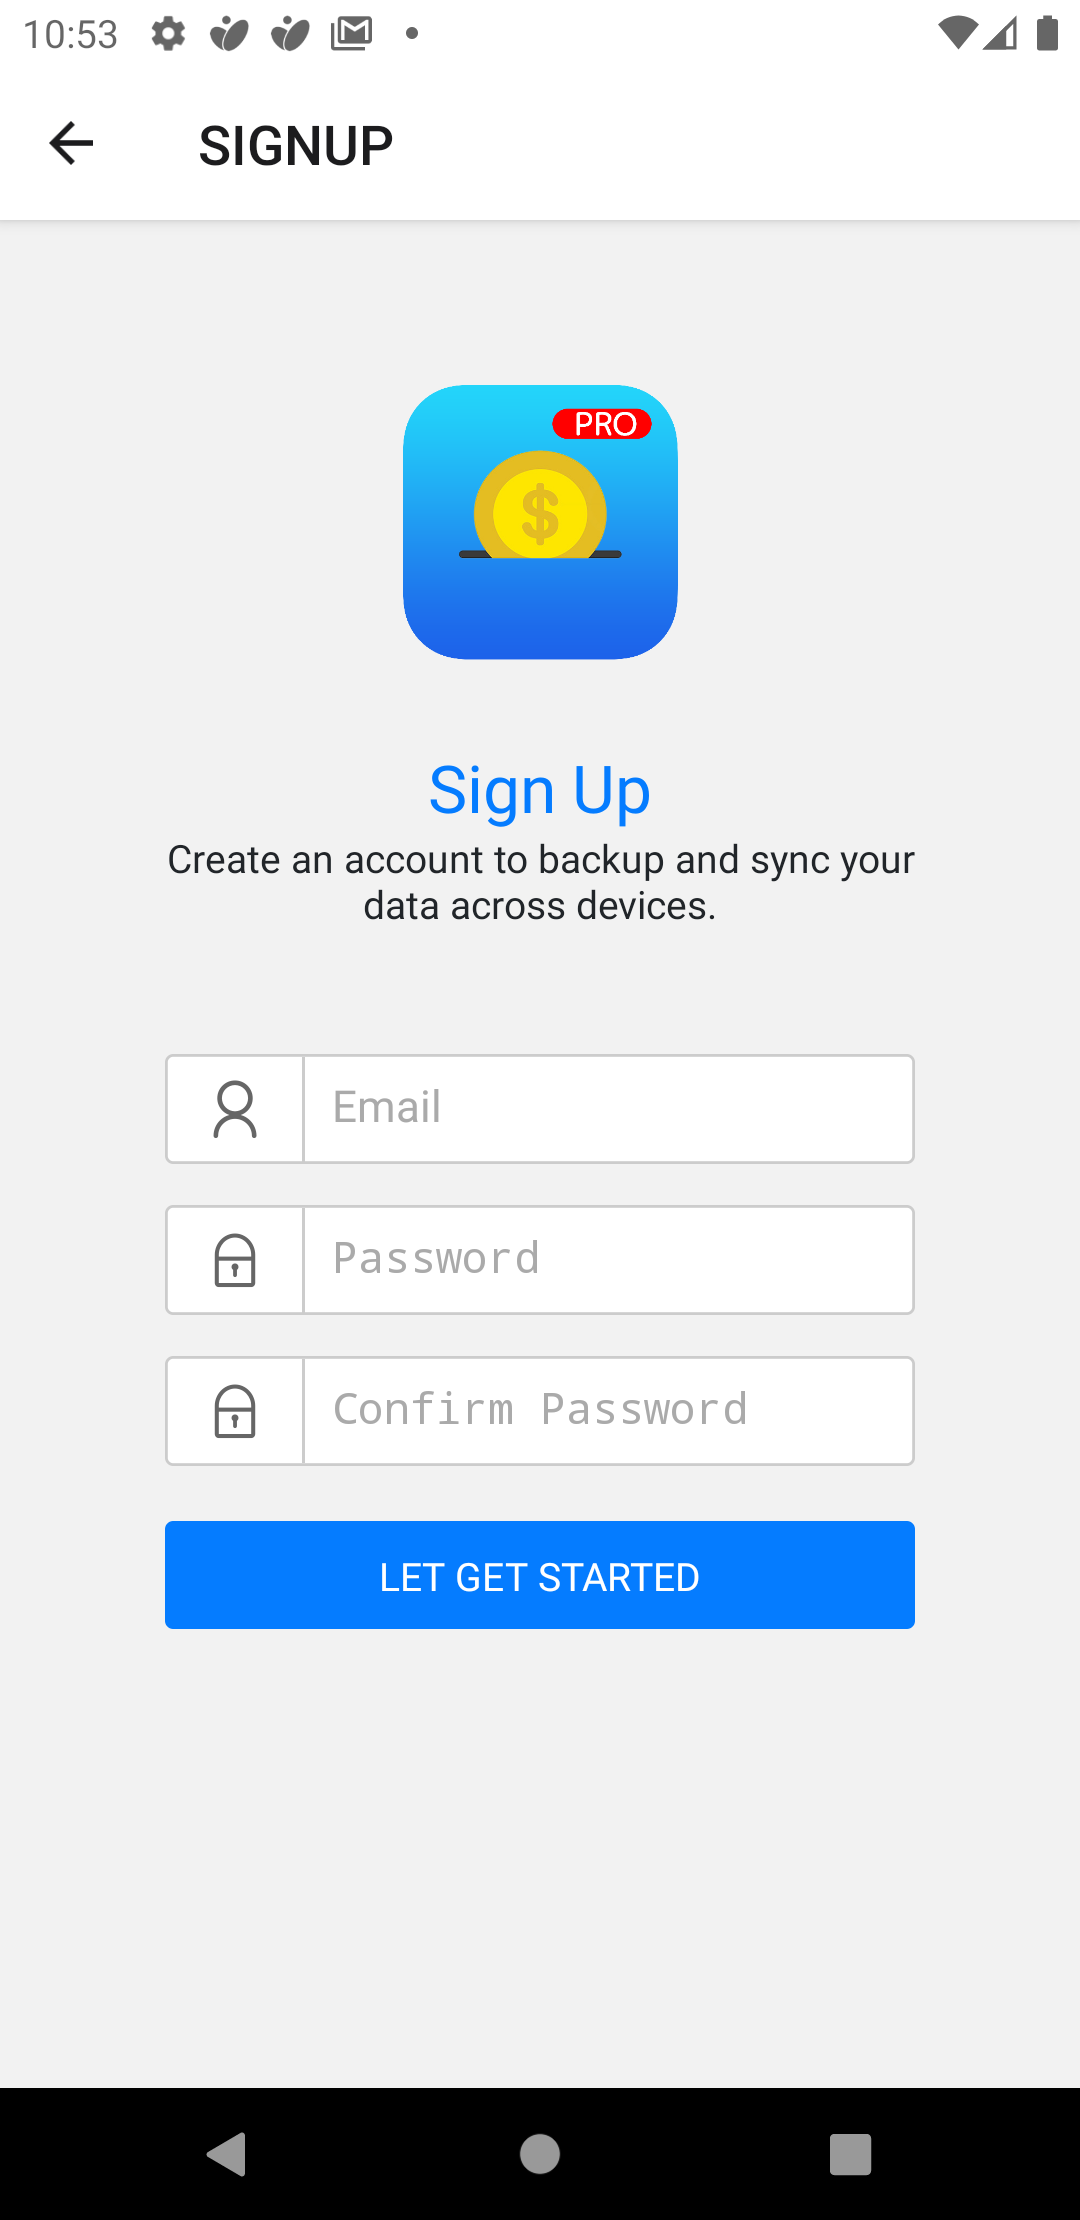 10:53
SIGNUP
PRO
$
Sign Up
Create an account to backup and sync your
data across devices.
Email
Password
Confirm Password
LET GET STARTED